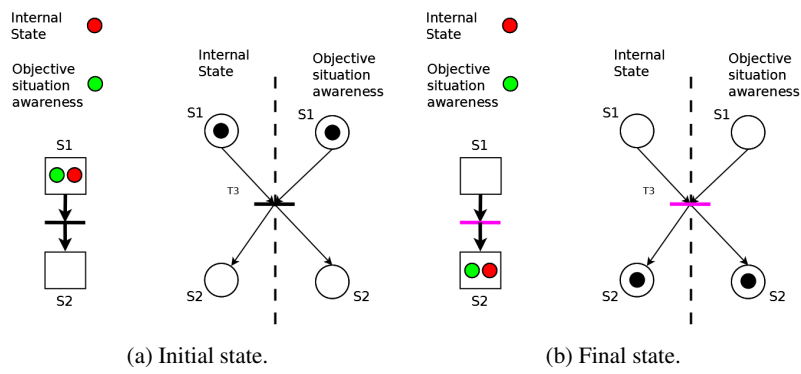 Internal
State
Objective
situation
awareness
S1
S2
Internal
State
Objective
situation
awareness
S1
S1
T3
S2
S2
(a) Initial state.
Internal
State
Objective
situation
awareness
S1
S2
Internal
State
Objective
situation
awareness
S1
S1
T3
S2
S2
(b) Final state.